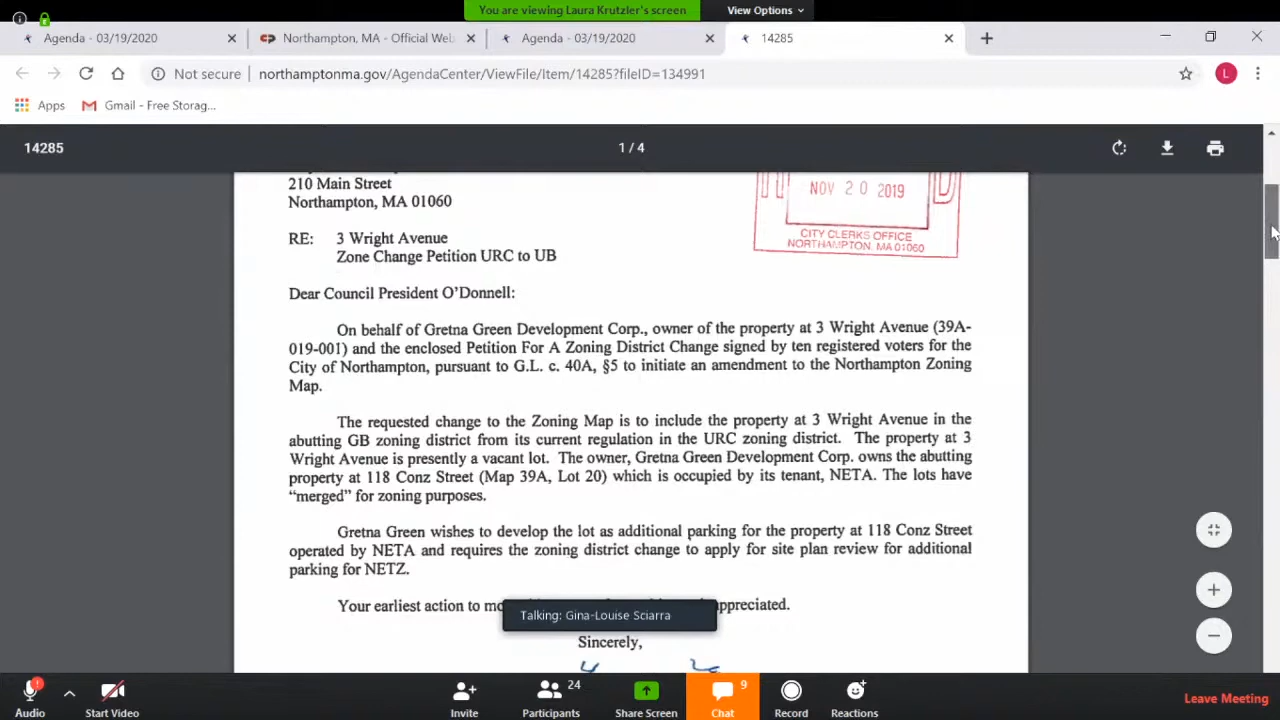 You are viewing Laura Krutzler's screen
View Options
Agenda - 03/19/2020
Northampton, MA - Official Web
Agenda - 03/19/2020
14285
Not secure
northamptonma.gov/AgendaCenter/ViewFile/Item/14285?fileID=134991
L
Apps
Gmail - Free Storag...
14285
1 / 4
210 Main Street
Northampton, MA 01060
NOV 20 2019
CITY CLERKS OFFICE
NORTHAMPTON, MA 01060
RE: 3 Wright Avenue
Zone Change Petition URC to UB
Dear Council President O'Donnell:
On behalf of Gretna Green Development Corp., owner of the property at 3 Wright Avenue (39A-
019-001) and the enclosed Petition For A Zoning District Change signed by ten registered voters for the
City of Northampton, pursuant to G.L. c. 40A, §5 to initiate an amendment to the Northampton Zoning
Map.
The requested change to the Zoning Map is to include the property at 3 Wright Avenue in the
abutting GB zoning district from its current regulation in the URC zoning district. The property at 3
Wright Avenue is presently a vacant lot. The owner, Gretna Green Development Corp. owns the abutting
property at 118 Conz Street (Map 39A, Lot 20) which is occupied by its tenant, NETA. The lots have
"merged" for zoning purposes.
Gretna Green wishes to develop the lot as additional parking for the property at 118 Conz Street
operated by NETA and requires the zoning district change to apply for site plan review for additional
parking for NETZ.
Your earliest action to appreciated.
Talking: Gina-Louise Sciarra
Sincerely,
Audio
Start Video
Invite
24
Participants
Share Screen
9
Chat
Record
Reactions
Leave Meeting